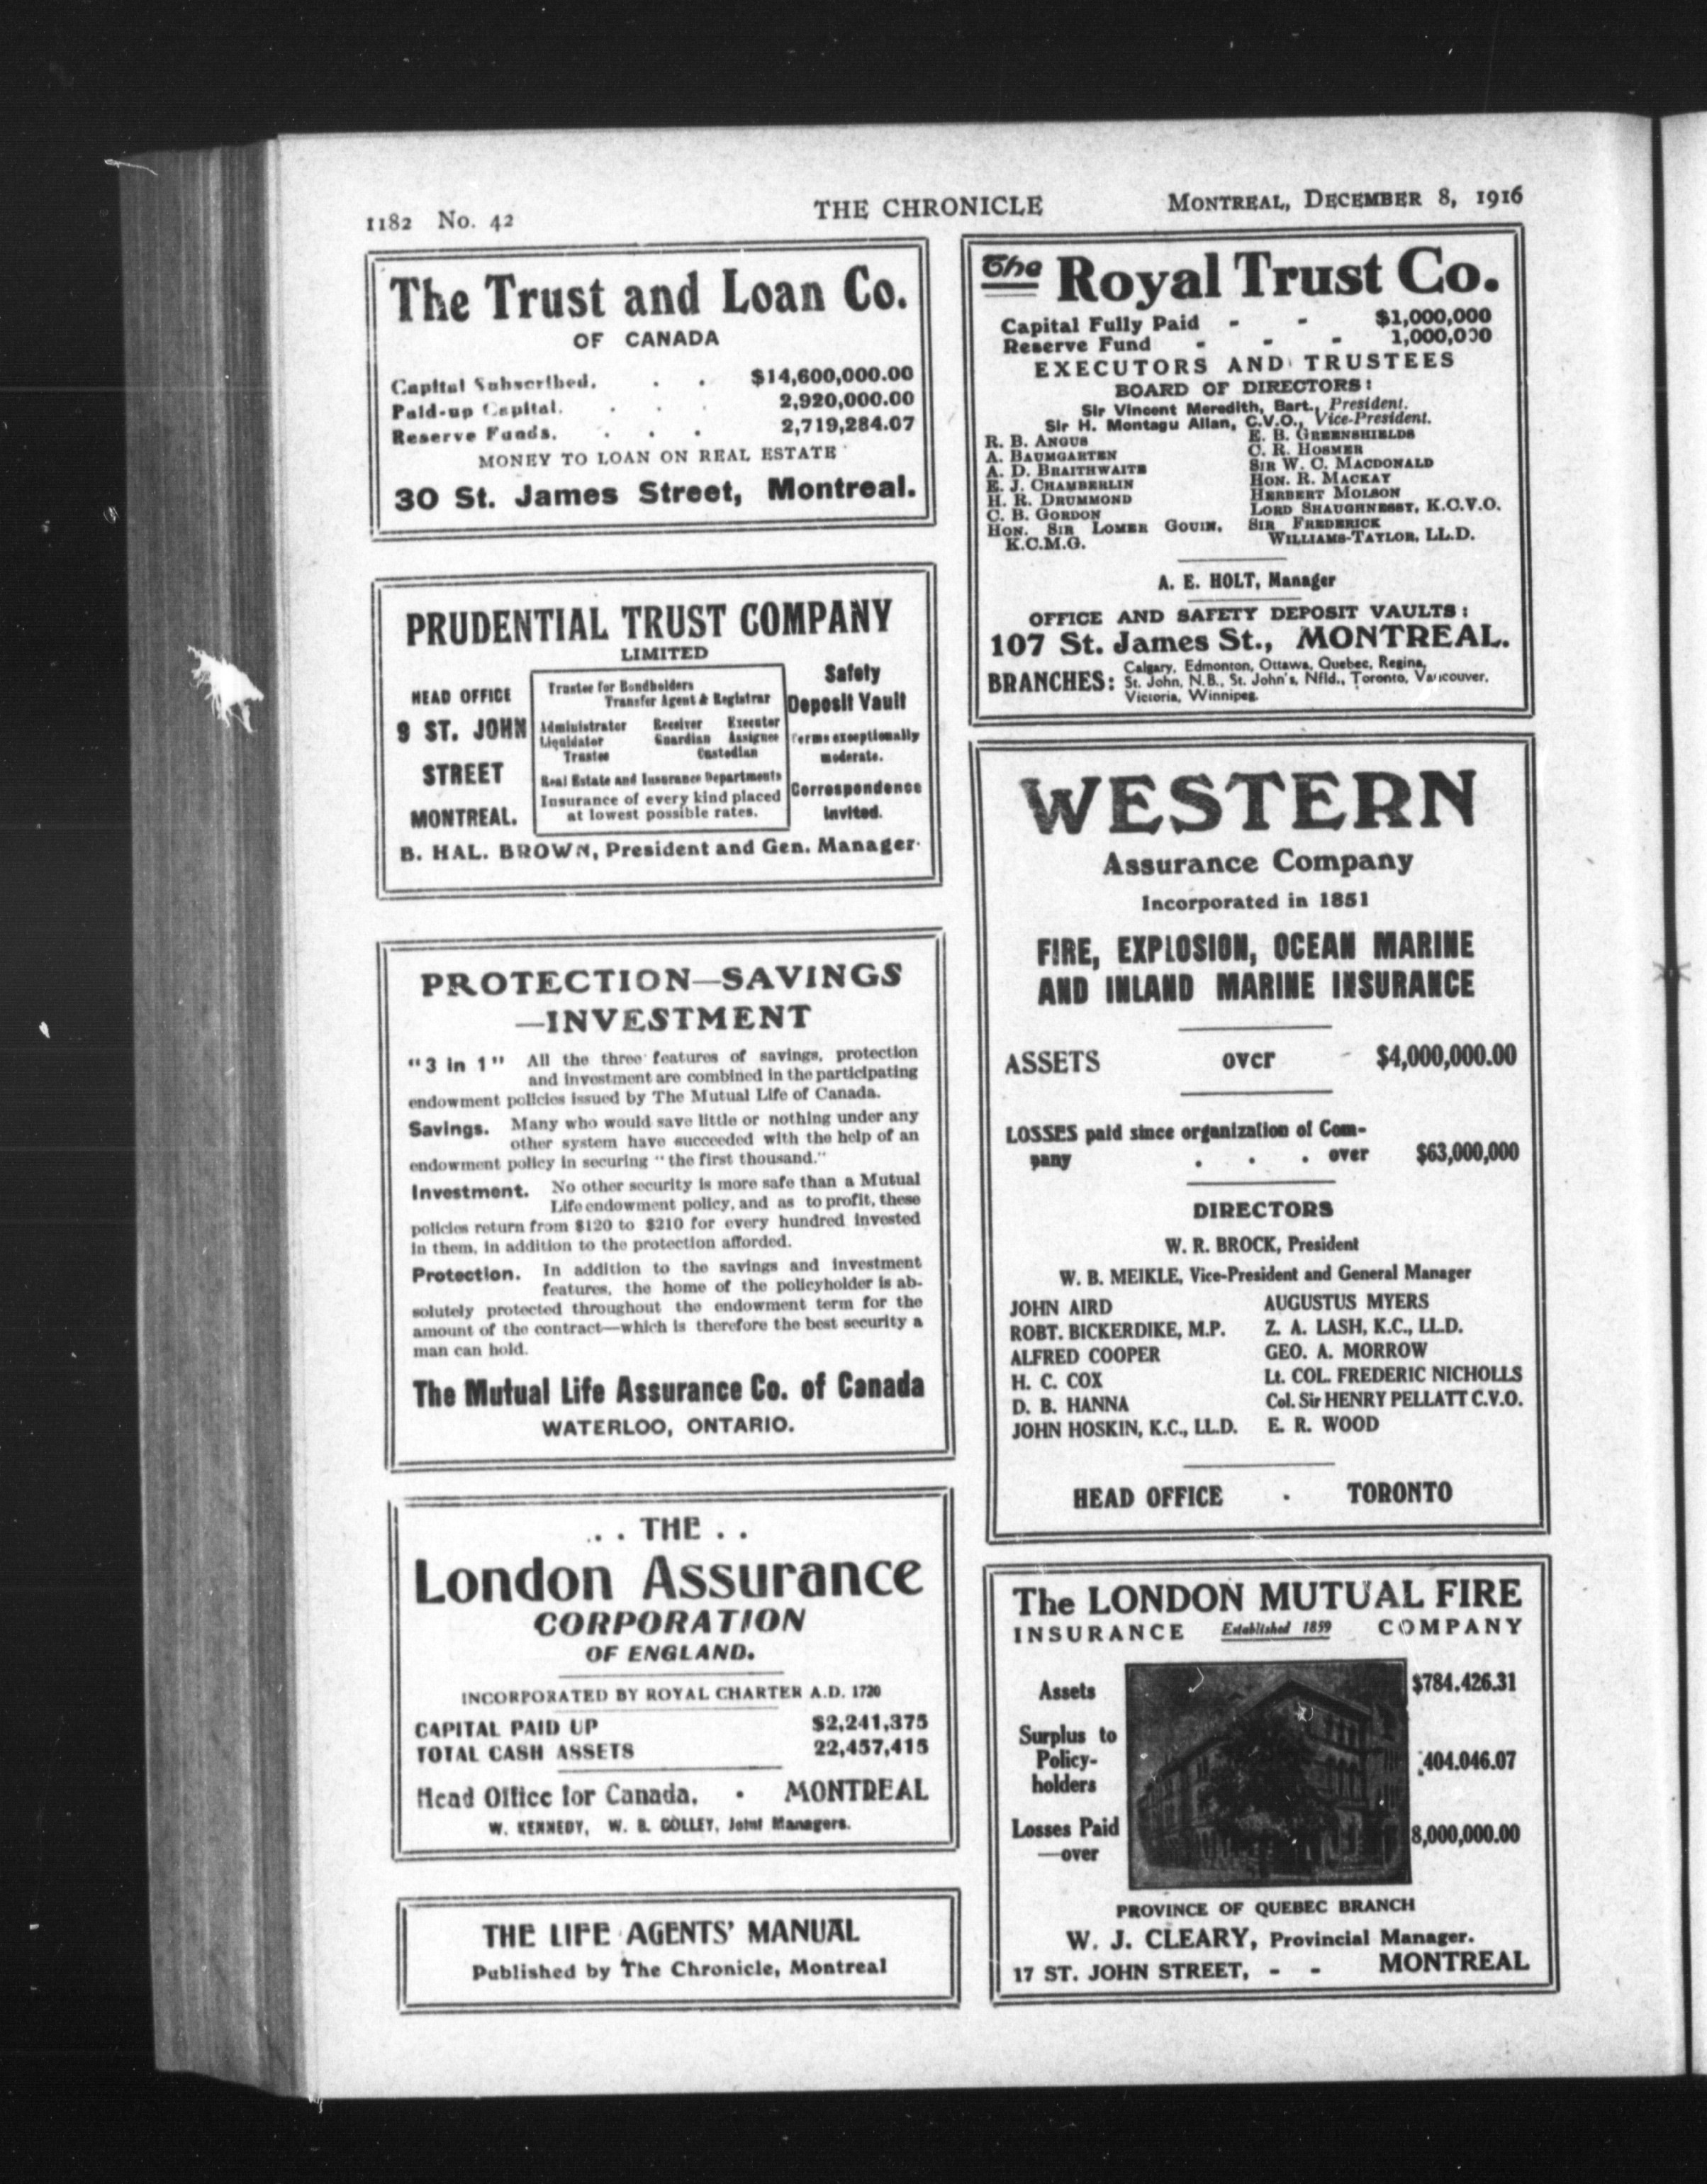 1182 No. 42
THE CHRONICLE
MONTREAL, DECEMBER 8, 1916
The Trust and Loan Co.
OF CANADA
Capital Subscribed, . . $14,600,000.00
Paid-up Capital, . . . 2,920,000.00
Reserve Funds, . . . 2,719,284.07
MONEY TO LOAN ON REAL ESTATE
30 St. James Street, Montreal.
PRUDENTIAL TRUST COMPANY
LIMITED
HEAD OFFICE
9 ST. JOHN
STREET
MONTREAL.
Trustee for Bondholders
Transfer Agent & Registrar
Administrator Receiver Executor
Liquidator Guardian Assignee
Trustee Custodian
Real Estate and Insurance Departments
Insurance of every kind placed
at lowest possible rates.
Safety
Deposit Vault
Terms exceptionally
moderate.
Correspondence
invited.
B. HAL. BROWN, President and Gen. Manager.
PROTECTION—SAVINGS
—INVESTMENT
"3 in 1" All the three features of savings, protection
and investment are combined in the participating
endowment policies issued by The Mutual Life of Canada.
Savings. Many who would save little or nothing under any
other system have succeeded with the help of an
endowment policy in securing "the first thousand."
Investment. No other security is more safe than a Mutual
Life endowment policy, and as to profit, these
policies return from $120 to $210 for every hundred invested
in them, in addition to the protection afforded.
Protection. In addition to the savings and investment
features, the home of the policyholder is ab-
solutely protected throughout the endowment term for the
amount of the contract—which is therefore the best security a
man can hold.
The Mutual Life Assurance Co. of Canada
WATERLOO, ONTARIO.
. . THE . .
London Assurance
CORPORATION
OF ENGLAND.
INCORPORATED BY ROYAL CHARTER A.D. 1720
CAPITAL PAID UP $2,241,375
TOTAL CASH ASSETS 22,457,415
Head Office for Canada, · MONTREAL
W. KENNEDY, W. B. COLLEY, Joint Managers.
THE LIFE AGENTS' MANUAL
Published by The Chronicle, Montreal
The Royal Trust Co.
Capital Fully Paid - - $1,000,000
Reserve Fund - - - 1,000,000
EXECUTORS AND TRUSTEES
BOARD OF DIRECTORS:
Sir Vincent Meredith, Bart., President.
Sir H. Montagu Allan, C.V.O., Vice-President.
R. B. ANGUS E. B. GREENSHIELDS
A. BAUMGARTEN C. R. HOSMER
A. D. BRAITHWAITE SIR W. C. MACDONALD
E. J. CHAMBERLIN HON. R. MACKAY
H. R. DRUMMOND HERBERT MOLSON
C. B. GORDON LORD SHAUGHNESSY, K.C.V.O.
HON. SIR LOMER GOUIN, SIR FREDERICK
K.C.M.G. WILLIAMS-TAYLOR, LL.D.
A. E. HOLT, Manager
OFFICE AND SAFETY DEPOSIT VAULTS:
107 St. James St., MONTREAL.
BRANCHES: Calgary, Edmonton, Ottawa, Quebec, Regina,
St. John, N.B., St. John's, Nfld., Toronto, Vancouver,
Victoria, Winnipeg.
WESTERN
Assurance Company
Incorporated in 1851
FIRE, EXPLOSION, OCEAN MARINE
AND INLAND MARINE INSURANCE
ASSETS over $4,000,000.00
LOSSES paid since organization of Com-
pany . . . over $63,000,000
DIRECTORS
W. R. BROCK, President
W. B. MEIKLE, Vice-President and General Manager
JOHN AIRD AUGUSTUS MYERS
ROBT. BICKERDIKE, M.P. Z. A. LASH, K.C., LL.D.
ALFRED COOPER GEO. A. MORROW
H. C. COX Lt. COL. FREDERIC NICHOLLS
D. B. HANNA Col. Sir HENRY PELLATT C.V.O.
JOHN HOSKIN, K.C., LL.D. E. R. WOOD
HEAD OFFICE · TORONTO
The LONDON MUTUAL FIRE
INSURANCE Established 1859 COMPANY
Assets $784,426.31
Surplus to
Policy-
holders 404,046.07
Losses Paid
—over 8,000,000.00
PROVINCE OF QUEBEC BRANCH
W. J. CLEARY, Provincial Manager.
17 ST. JOHN STREET, - - MONTREAL